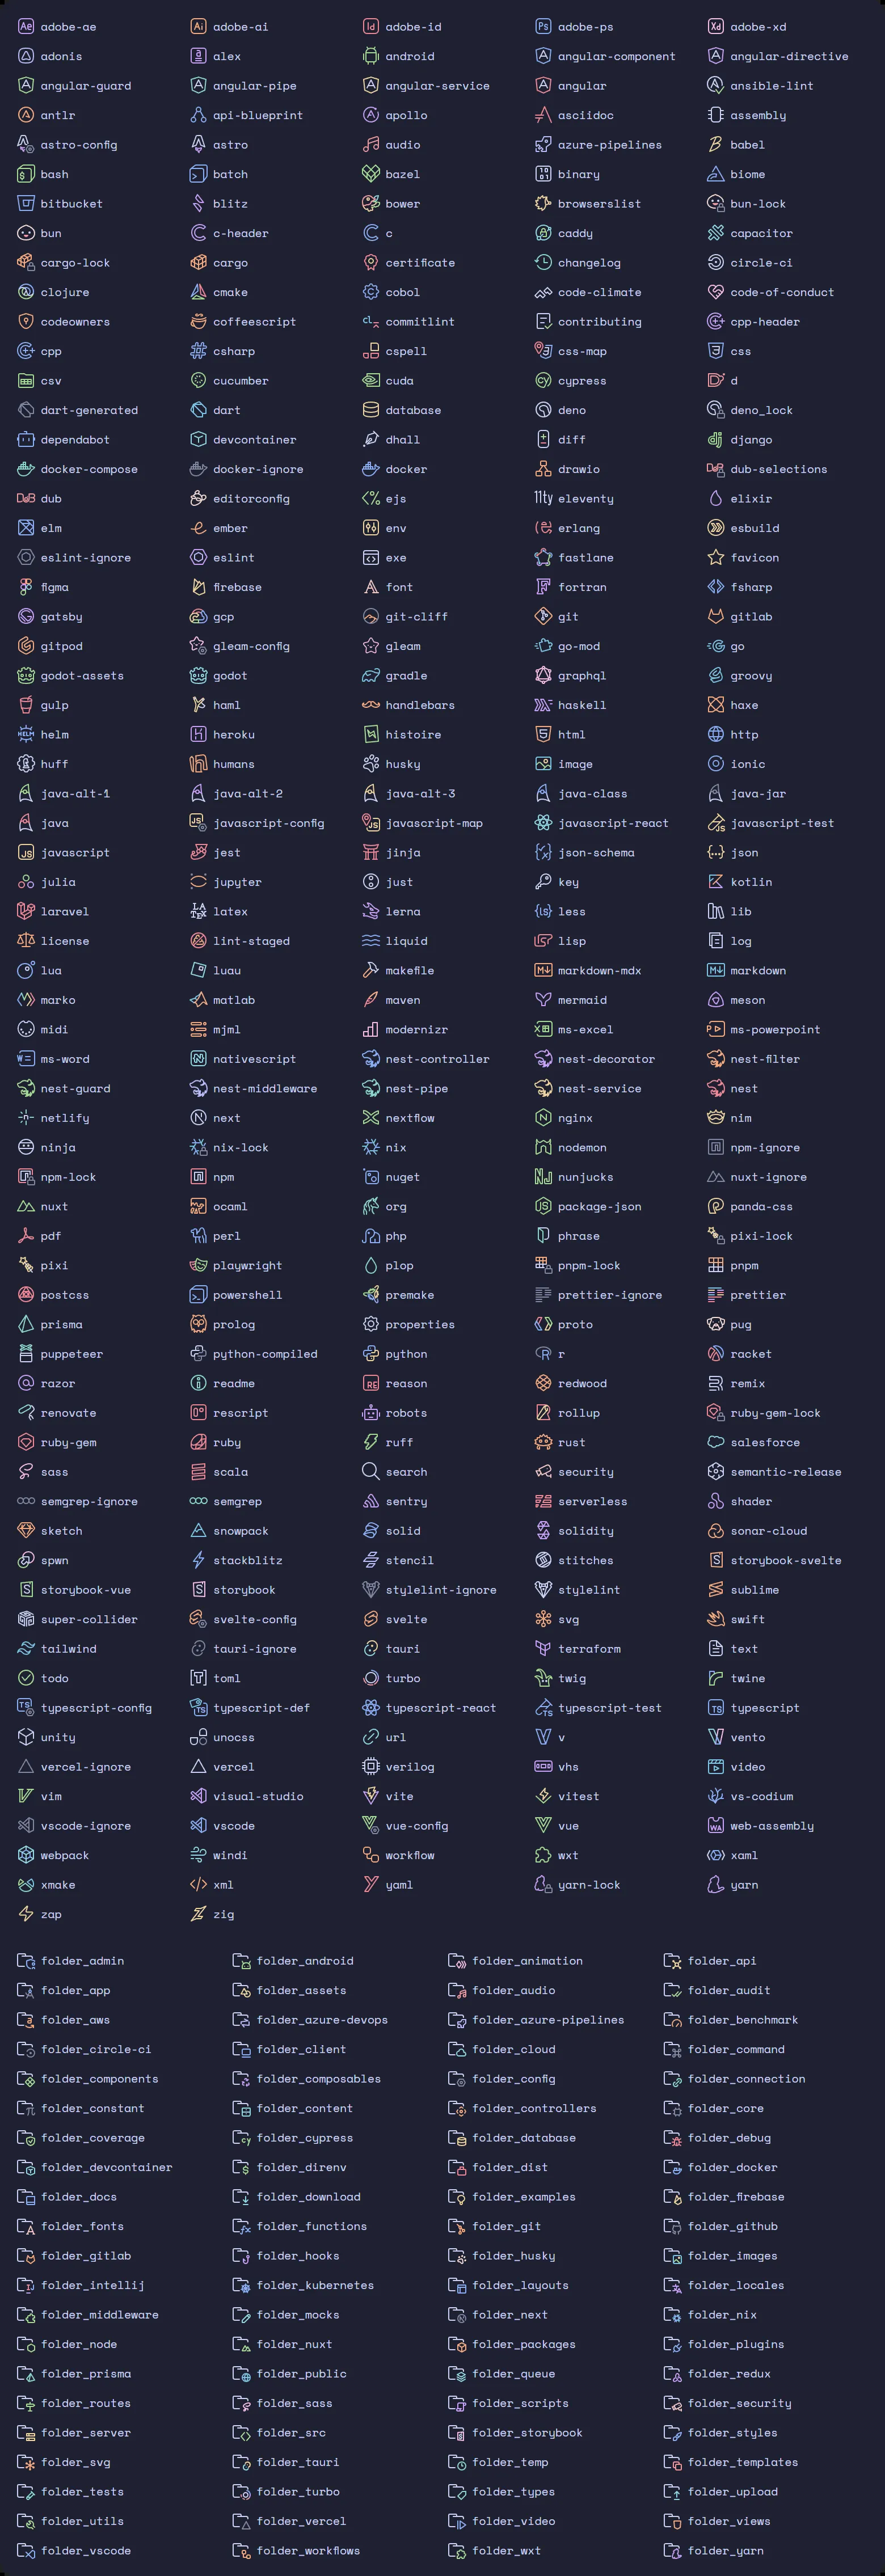 adobe-ae adobe-ai adobe-id adobe-ps adobe-xd
adonis alex android angular-component angular-directive
angular-guard angular-pipe angular-service angular ansible-lint
antlr api-blueprint apollo asciidoc assembly
astro-config astro audio azure-pipelines babel
bash batch bazel binary biome
bitbucket blitz bower browserslist bun-lock
bun c-header c caddy capacitor
cargo-lock cargo certificate changelog circle-ci
clojure cmake cobol code-climate code-of-conduct
codeowners coffeescript commitlint contributing cpp-header
cpp csharp cspell css-map css
csv cucumber cuda cypress d
dart-generated dart database deno deno_lock
dependabot devcontainer dhall diff django
docker-compose docker-ignore docker drawio dub-selections
dub editorconfig ejs eleventy elixir
elm ember env erlang esbuild
eslint-ignore eslint exe fastlane favicon
figma firebase font fortran fsharp
gatsby gcp git-cliff git gitlab
gitpod gleam-config gleam go-mod go
godot-assets godot gradle graphql groovy
gulp haml handlebars haskell haxe
helm heroku histoire html http
huff humans husky image ionic
java-alt-1 java-alt-2 java-alt-3 java-class java-jar
java javascript-config javascript-map javascript-react javascript-test
javascript jest jinja json-schema json
julia jupyter just key kotlin
laravel latex lerna less lib
license lint-staged liquid lisp log
lua luau makefile markdown-mdx markdown
marko matlab maven mermaid meson
midi mjml modernizr ms-excel ms-powerpoint
ms-word nativescript nest-controller nest-decorator nest-filter
nest-guard nest-middleware nest-pipe nest-service nest
netlify next nextflow nginx nim
ninja nix-lock nix nodemon npm-ignore
npm-lock npm nuget nunjucks nuxt-ignore
nuxt ocaml org package-json panda-css
pdf perl php phrase pixi-lock
pixi playwright plop pnpm-lock pnpm
postcss powershell premake prettier-ignore prettier
prisma prolog properties proto pug
puppeteer python-compiled python r racket
razor readme reason redwood remix
renovate rescript robots rollup ruby-gem-lock
ruby-gem ruby ruff rust salesforce
sass scala search security semantic-release
semgrep-ignore semgrep sentry serverless shader
sketch snowpack solid solidity sonar-cloud
spwn stackblitz stencil stitches storybook-svelte
storybook-vue storybook stylelint-ignore stylelint sublime
super-collider svelte-config svelte svg swift
tailwind tauri-ignore tauri terraform text
todo toml turbo twig twine
typescript-config typescript-def typescript-react typescript-test typescript
unity unocss url v vento
vercel-ignore vercel verilog vhs video
vim visual-studio vite vitest vs-codium
vscode-ignore vscode vue-config vue web-assembly
webpack windi workflow wxt xaml
xmake xml yaml yarn-lock yarn
zap zig
folder_admin folder_android folder_animation folder_api
folder_app folder_assets folder_audio folder_audit
folder_aws folder_azure-devops folder_azure-pipelines folder_benchmark
folder_circle-ci folder_client folder_cloud folder_command
folder_components folder_composables folder_config folder_connection
folder_constant folder_content folder_controllers folder_core
folder_coverage folder_cypress folder_database folder_debug
folder_devcontainer folder_direnv folder_dist folder_docker
folder_docs folder_download folder_examples folder_firebase
folder_fonts folder_functions folder_git folder_github
folder_gitlab folder_hooks folder_husky folder_images
folder_intellij folder_kubernetes folder_layouts folder_locales
folder_middleware folder_mocks folder_next folder_nix
folder_node folder_nuxt folder_packages folder_plugins
folder_prisma folder_public folder_queue folder_redux
folder_routes folder_sass folder_scripts folder_security
folder_server folder_src folder_storybook folder_styles
folder_svg folder_tauri folder_temp folder_templates
folder_tests folder_turbo folder_types folder_upload
folder_utils folder_vercel folder_video folder_views
folder_vscode folder_workflows folder_wxt folder_yarn